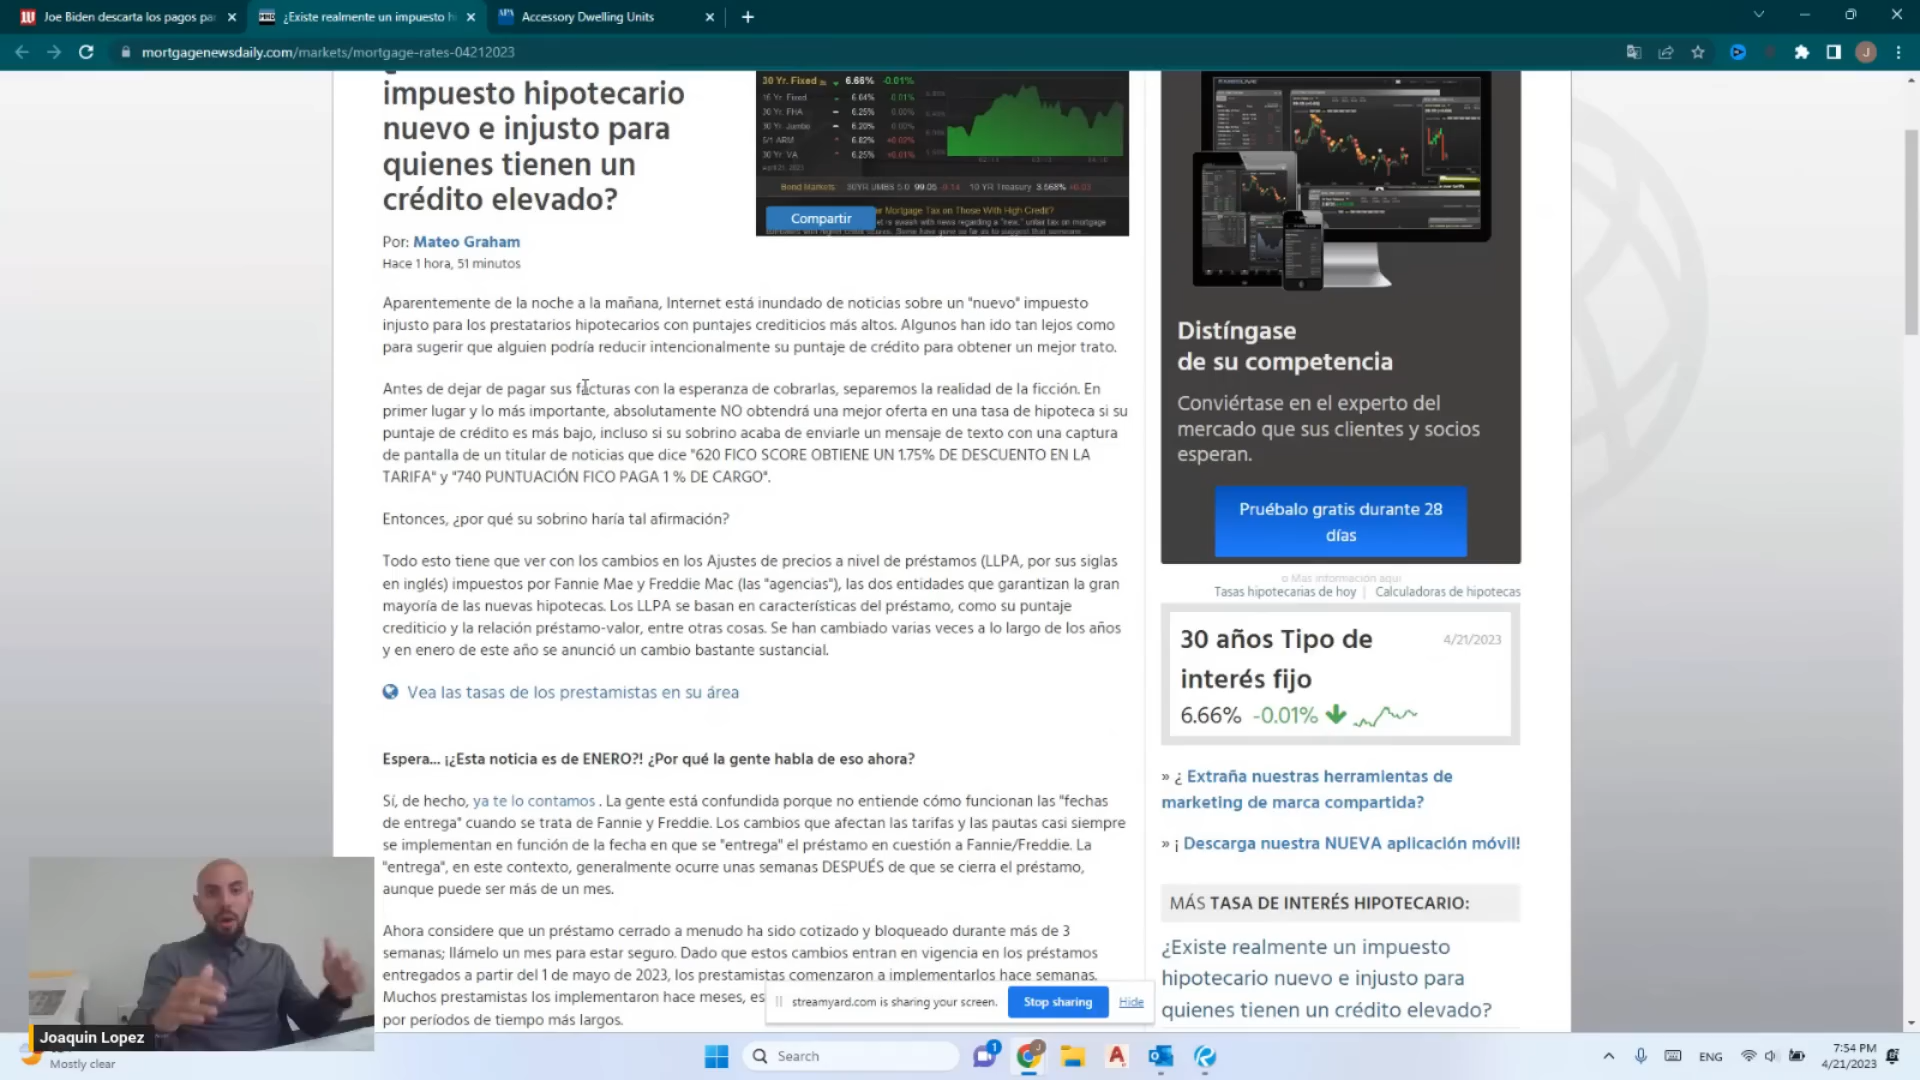 Joe Biden descarta los pagos pa
¿Existe realmente un impuesto h
Accessory Dwelling Units
mortgagenewsdaily.com/markets/mortgage-rates-04212023
impuesto hipotecario
nuevo e injusto para
quienes tienen un
crédito elevado?
Por: Mateo Graham
Hace 1 hora, 51 minutos
30 Yr. Fixed 6.66% -0.01%
30 Yr. FHA 6.25% 0.00%
30 Yr. Jumbo 6.20% 0.00%
5/1 ARM 6.82% +0.02%
30 Yr. VA 6.25% +0.01%
Bond Markets 30YR UMBS 5.0 99.05 -0.14 10 YR Treasury 3.568% +0.03
Compartir
r Mortgage Tax on Those With High Credit?
Aparentemente de la noche a la mañana, Internet está inundado de noticias sobre un "nuevo" impuesto
injusto para los prestatarios hipotecarios con puntajes crediticios más altos. Algunos han ido tan lejos como
para sugerir que alguien podría reducir intencionalmente su puntaje de crédito para obtener un mejor trato.
Antes de dejar de pagar sus facturas con la esperanza de cobrarlas, separemos la realidad de la ficción. En
primer lugar y lo más importante, absolutamente NO obtendrá una mejor oferta en una tasa de hipoteca si su
puntaje de crédito es más bajo, incluso si su sobrino acaba de enviarle un mensaje de texto con una captura
de pantalla de un titular de noticias que dice "620 FICO SCORE OBTIENE UN 1.75% DE DESCUENTO EN LA
TARIFA" y "740 PUNTUACIÓN FICO PAGA 1 % DE CARGO".
Entonces, ¿por qué su sobrino haría tal afirmación?
Todo esto tiene que ver con los cambios en los Ajustes de precios a nivel de préstamos (LLPA, por sus siglas
en inglés) impuestos por Fannie Mae y Freddie Mac (las "agencias"), las dos entidades que garantizan la gran
mayoría de las nuevas hipotecas. Los LLPA se basan en características del préstamo, como su puntaje
crediticio y la relación préstamo-valor, entre otras cosas. Se han cambiado varias veces a lo largo de los años
y en enero de este año se anunció un cambio bastante sustancial.
Vea las tasas de los prestamistas en su área
Espera... ¡¿Esta noticia es de ENERO?! ¿Por qué la gente habla de eso ahora?
Sí, de hecho, ya te lo contamos . La gente está confundida porque no entiende cómo funcionan las "fechas
de entrega" cuando se trata de Fannie y Freddie. Los cambios que afectan las tarifas y las pautas casi siempre
se implementan en función de la fecha en que se "entrega" el préstamo en cuestión a Fannie/Freddie. La
"entrega", en este contexto, generalmente ocurre unas semanas DESPUÉS de que se cierra el préstamo,
aunque puede ser más de un mes.
Ahora considere que un préstamo cerrado a menudo ha sido cotizado y bloqueado durante más de 3
semanas; llámelo un mes para estar seguro. Dado que estos cambios entran en vigencia en los préstamos
entregados a partir del 1 de mayo de 2023, los prestamistas comenzaron a implementarlos hace semanas.
Muchos prestamistas los implementaron hace meses, es
por períodos de tiempo más largos.
Distíngase
de su competencia
Conviértase en el experto del
mercado que sus clientes y socios
esperan.
Pruébalo gratis durante 28
días
o Mas información aquí
Tasas hipotecarias de hoy | Calculadoras de hipotecas
30 años Tipo de
interés fijo
4/21/2023
6.66% -0.01%
» ¿ Extraña nuestras herramientas de
marketing de marca compartida?
» ¡ Descarga nuestra NUEVA aplicación móvil!
MÁS TASA DE INTERÉS HIPOTECARIO:
¿Existe realmente un impuesto
hipotecario nuevo e injusto para
quienes tienen un crédito elevado?
streamyard.com is sharing your screen. Stop sharing Hide
Joaquin Lopez
Mostly clear
Search
1
ENG
7:54 PM
4/21/2023